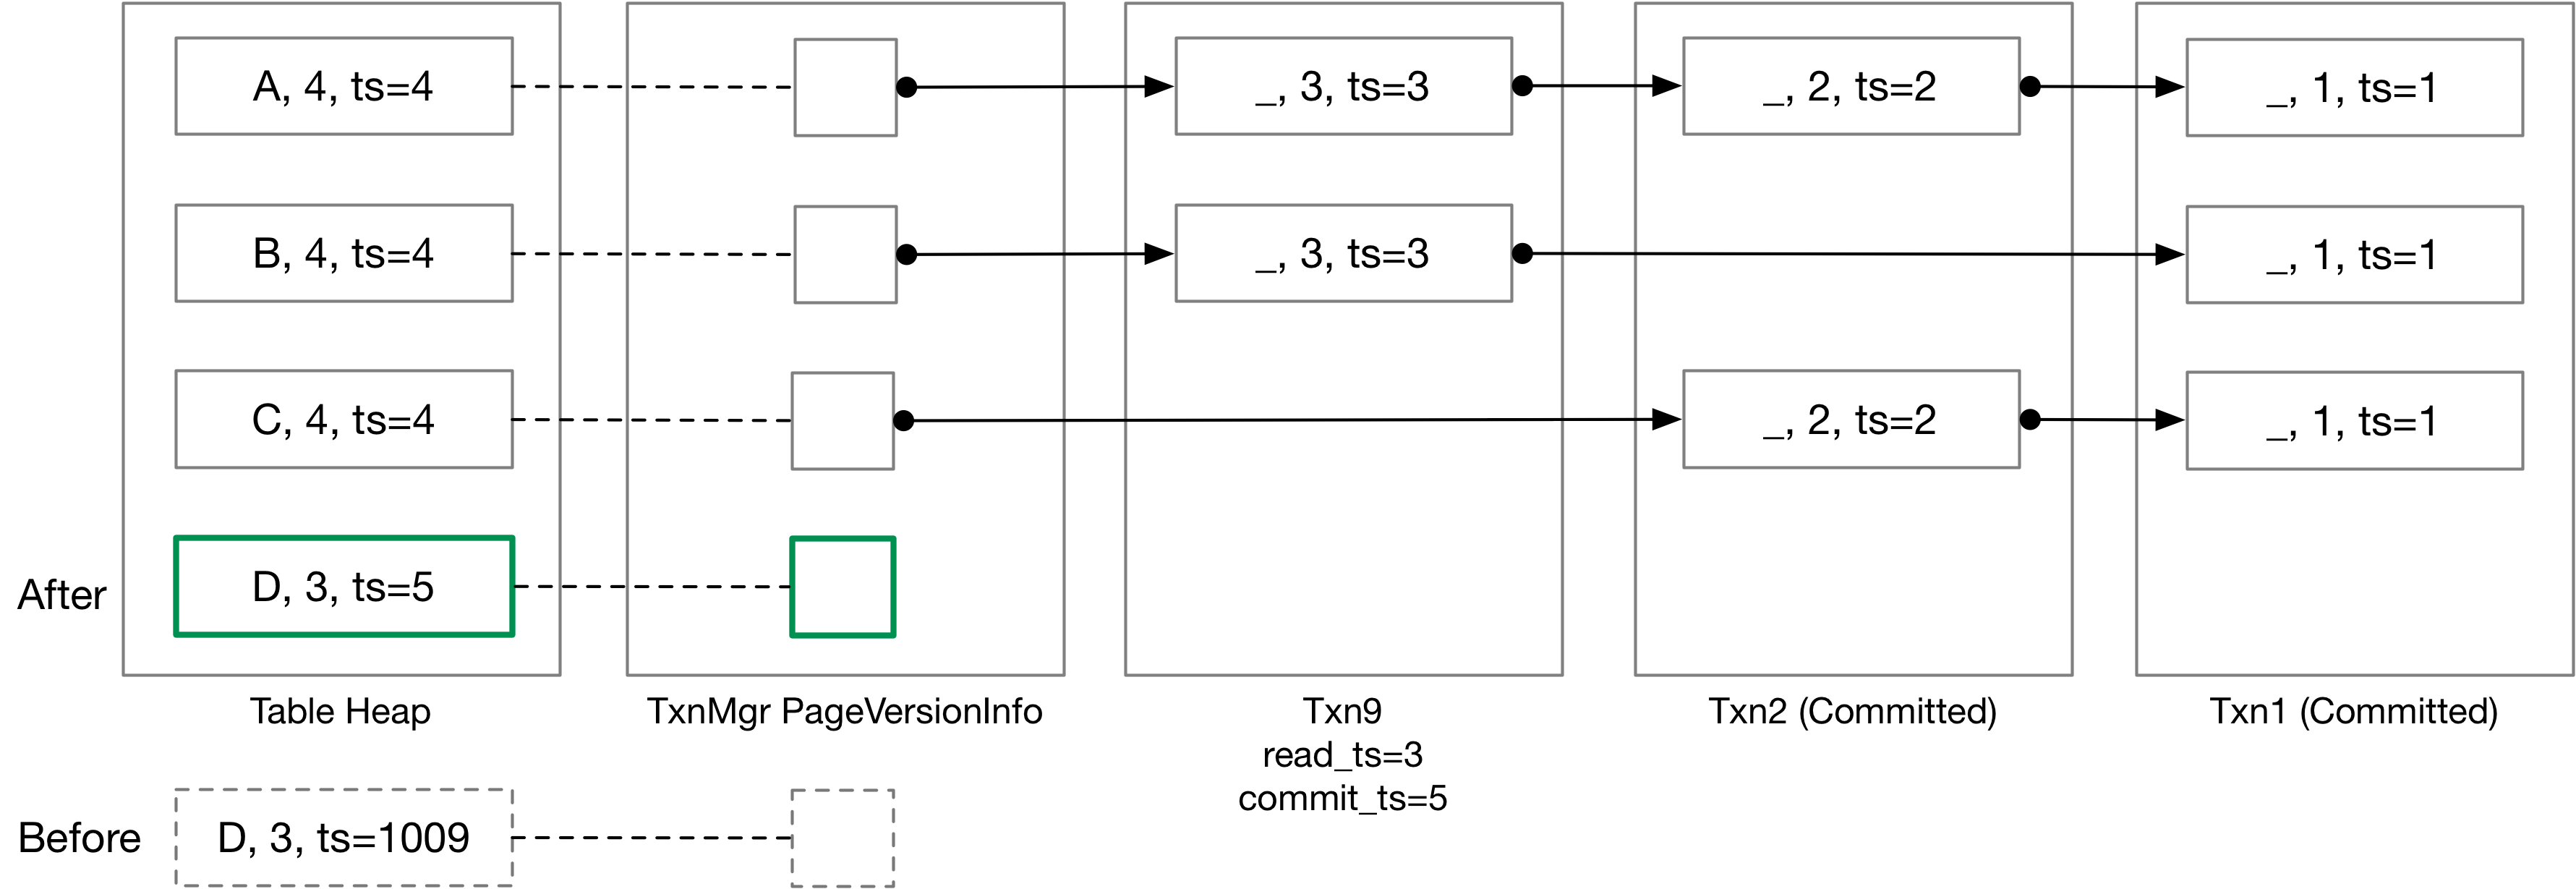 A, 4, ts=4
_, 3, ts=3
_, 2, ts=2
_, 1, ts=1
B, 4, ts=4
_, 3, ts=3
_, 1, ts=1
C, 4, ts=4
_, 2, ts=2
_, 1, ts=1
After
D, 3, ts=5
Table Heap
TxnMgr PageVersionInfo
Txn9
read_ts=3
commit_ts=5
Txn2 (Committed)
Txn1 (Committed)
Before
D, 3, ts=1009